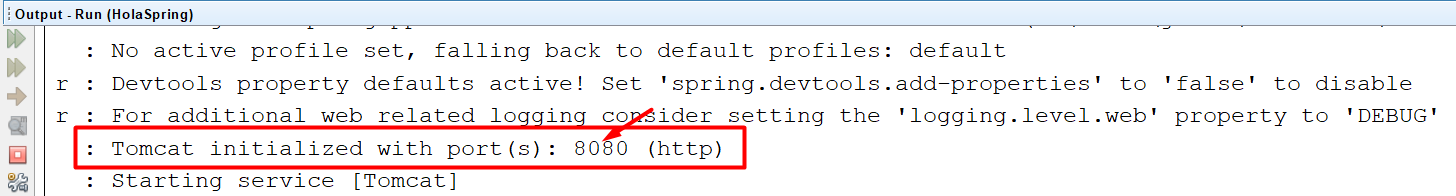 Output - Run (HolaSpring)
: No active profile set, falling back to default profiles: default
r : Devtools property defaults active! Set 'spring.devtools.add-properties' to 'false' to disable
r : For additional web related logging consider setting the 'logging.level.web' property to 'DEBUG'
: Tomcat initialized with port(s): 8080 (http)
: Starting service [Tomcat]